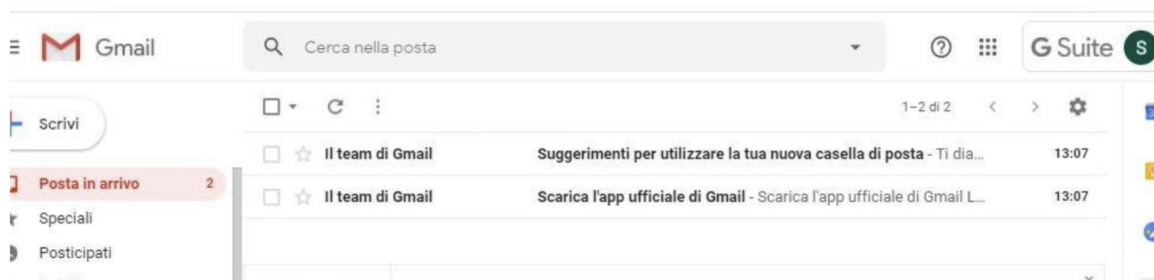 Gmail
Cerca nella posta
G Suite
S
Scrivi
1–2 di 2
Il team di Gmail Suggerimenti per utilizzare la tua nuova casella di posta - Ti dia... 13:07
Posta in arrivo 2
Il team di Gmail Scarica l'app ufficiale di Gmail - Scarica l'app ufficiale di Gmail L... 13:07
Speciali
Posticipati